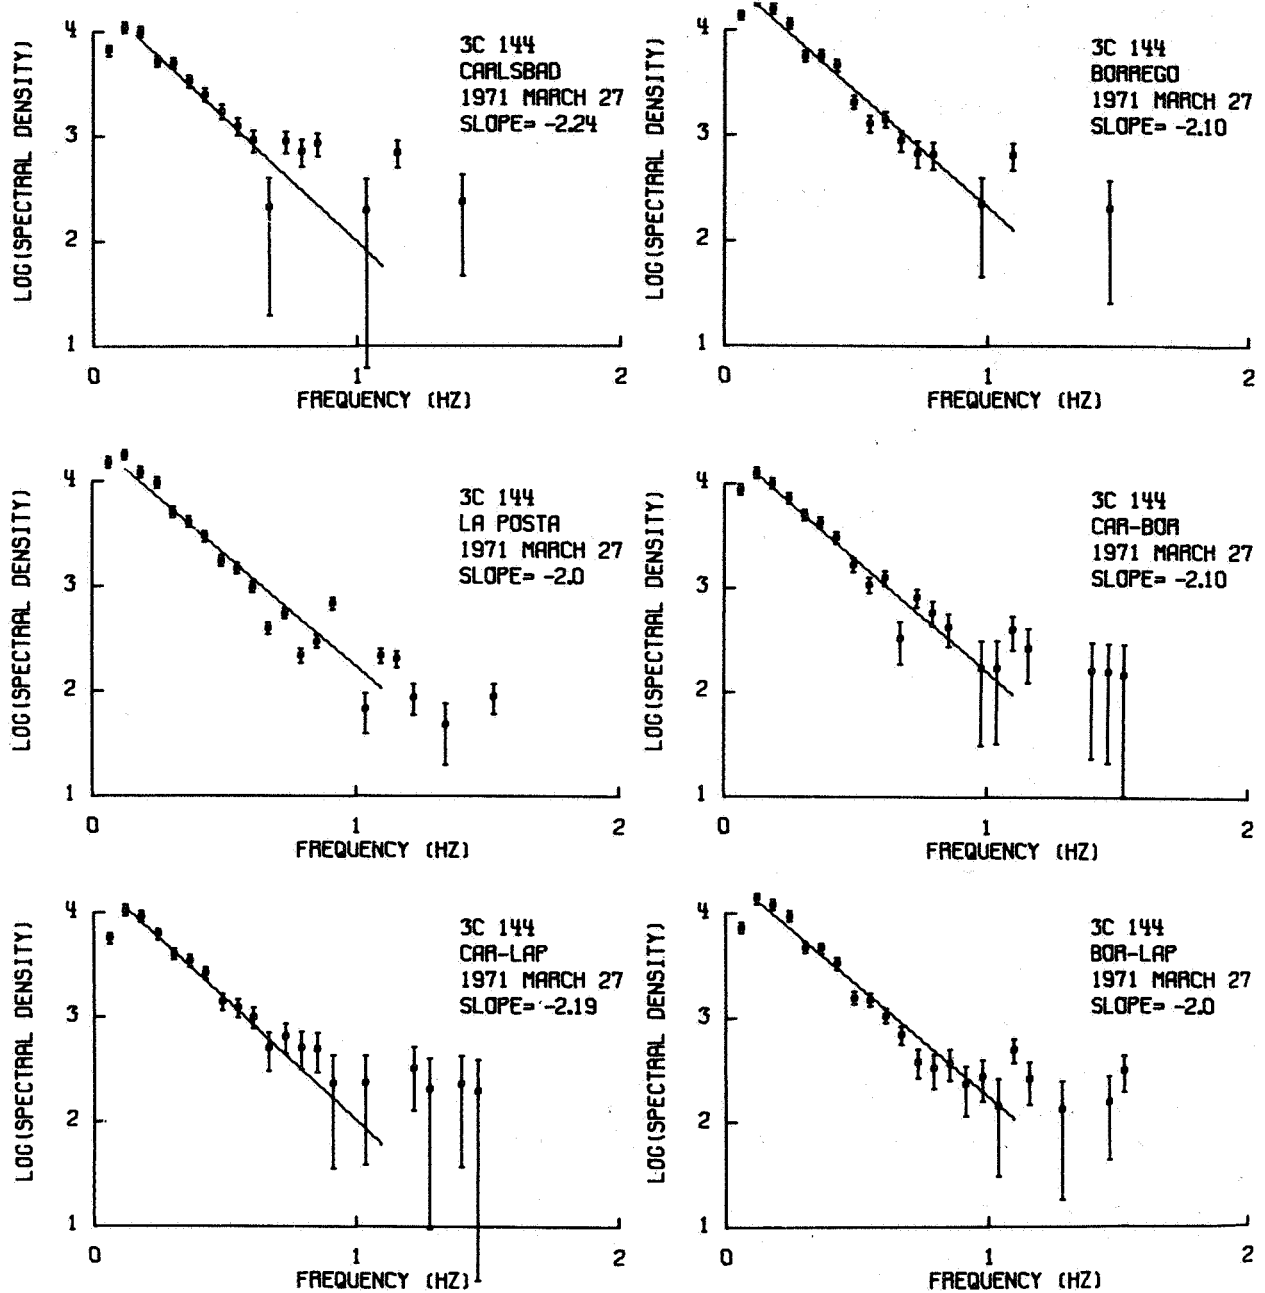 4
3
2
1
LOG(SPECTRAL DENSITY)
3C 144
CARLSBAD
1971 MARCH 27
SLOPE= -2.24
0
1
2
FREQUENCY (HZ)
4
3
2
1
LOG(SPECTRAL DENSITY)
3C 144
BORREGO
1971 MARCH 27
SLOPE= -2.10
0
1
2
FREQUENCY (HZ)
4
3
2
1
LOG(SPECTRAL DENSITY)
3C 144
LA POSTA
1971 MARCH 27
SLOPE= -2.0
0
1
2
FREQUENCY (HZ)
4
3
2
1
LOG(SPECTRAL DENSITY)
3C 144
CAR-BOR
1971 MARCH 27
SLOPE= -2.10
0
1
2
FREQUENCY (HZ)
4
3
2
1
LOG(SPECTRAL DENSITY)
3C 144
CAR-LAP
1971 MARCH 27
SLOPE= -2.19
0
1
2
FREQUENCY (HZ)
4
3
2
1
LOG(SPECTRAL DENSITY)
3C 144
BOR-LAP
1971 MARCH 27
SLOPE= -2.0
0
1
2
FREQUENCY (HZ)